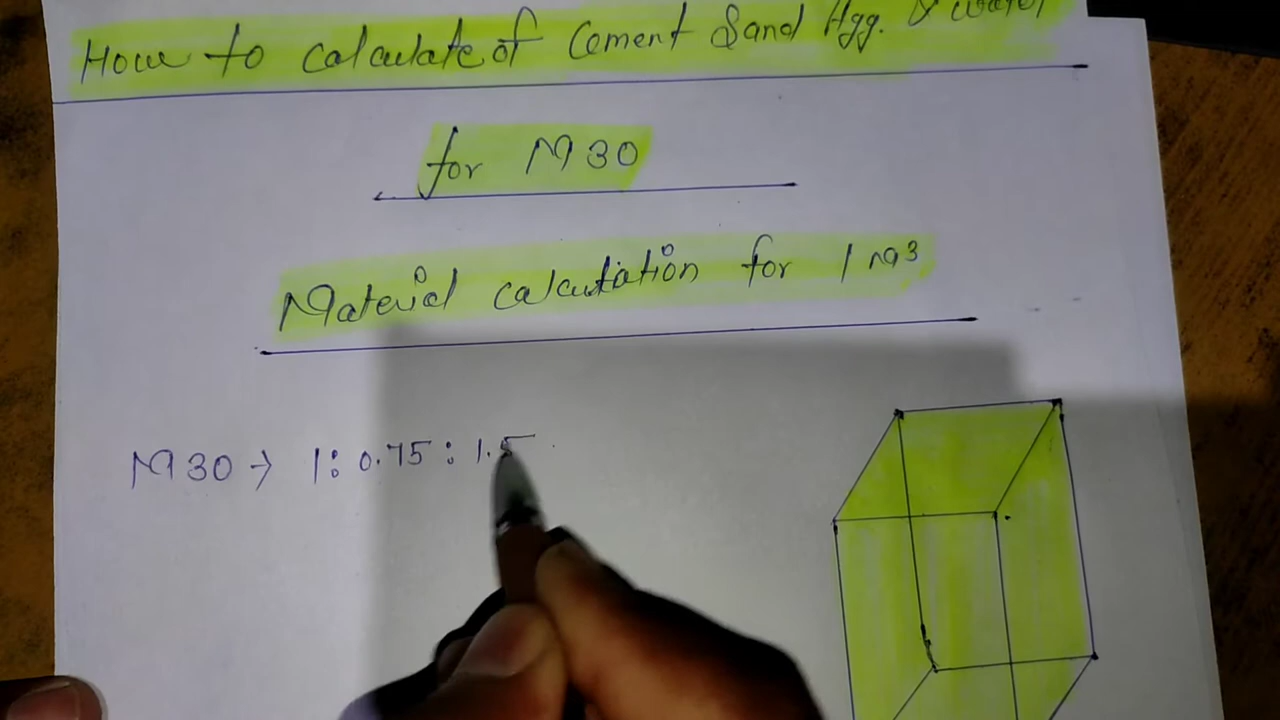 How to calculate of Cement Sand Agg. & water
for M30
Material calculation for 1 m³
M30 → 1:0.75:1.5